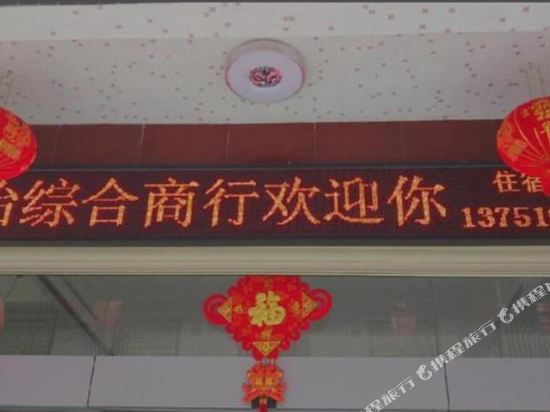 综合商行欢迎你
住宿
13751
福
携程旅行
携程旅行